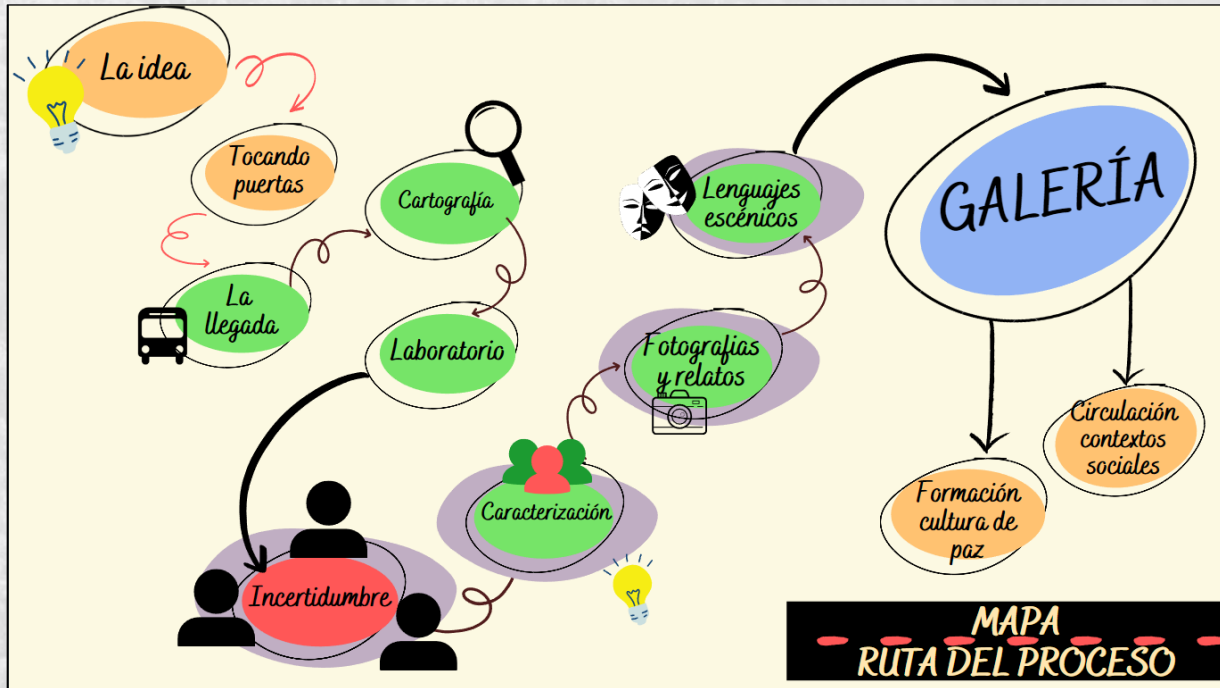 La idea
Tocando
puertas
La
llegada
Cartografía
Laboratorio
Incertidumbre
Caracterización
Fotografias
y relatos
Lenguajes
escénicos
GALERÍA
Formación
cultura de
paz
Circulación
contextos
sociales
MAPA
RUTA DEL PROCESO